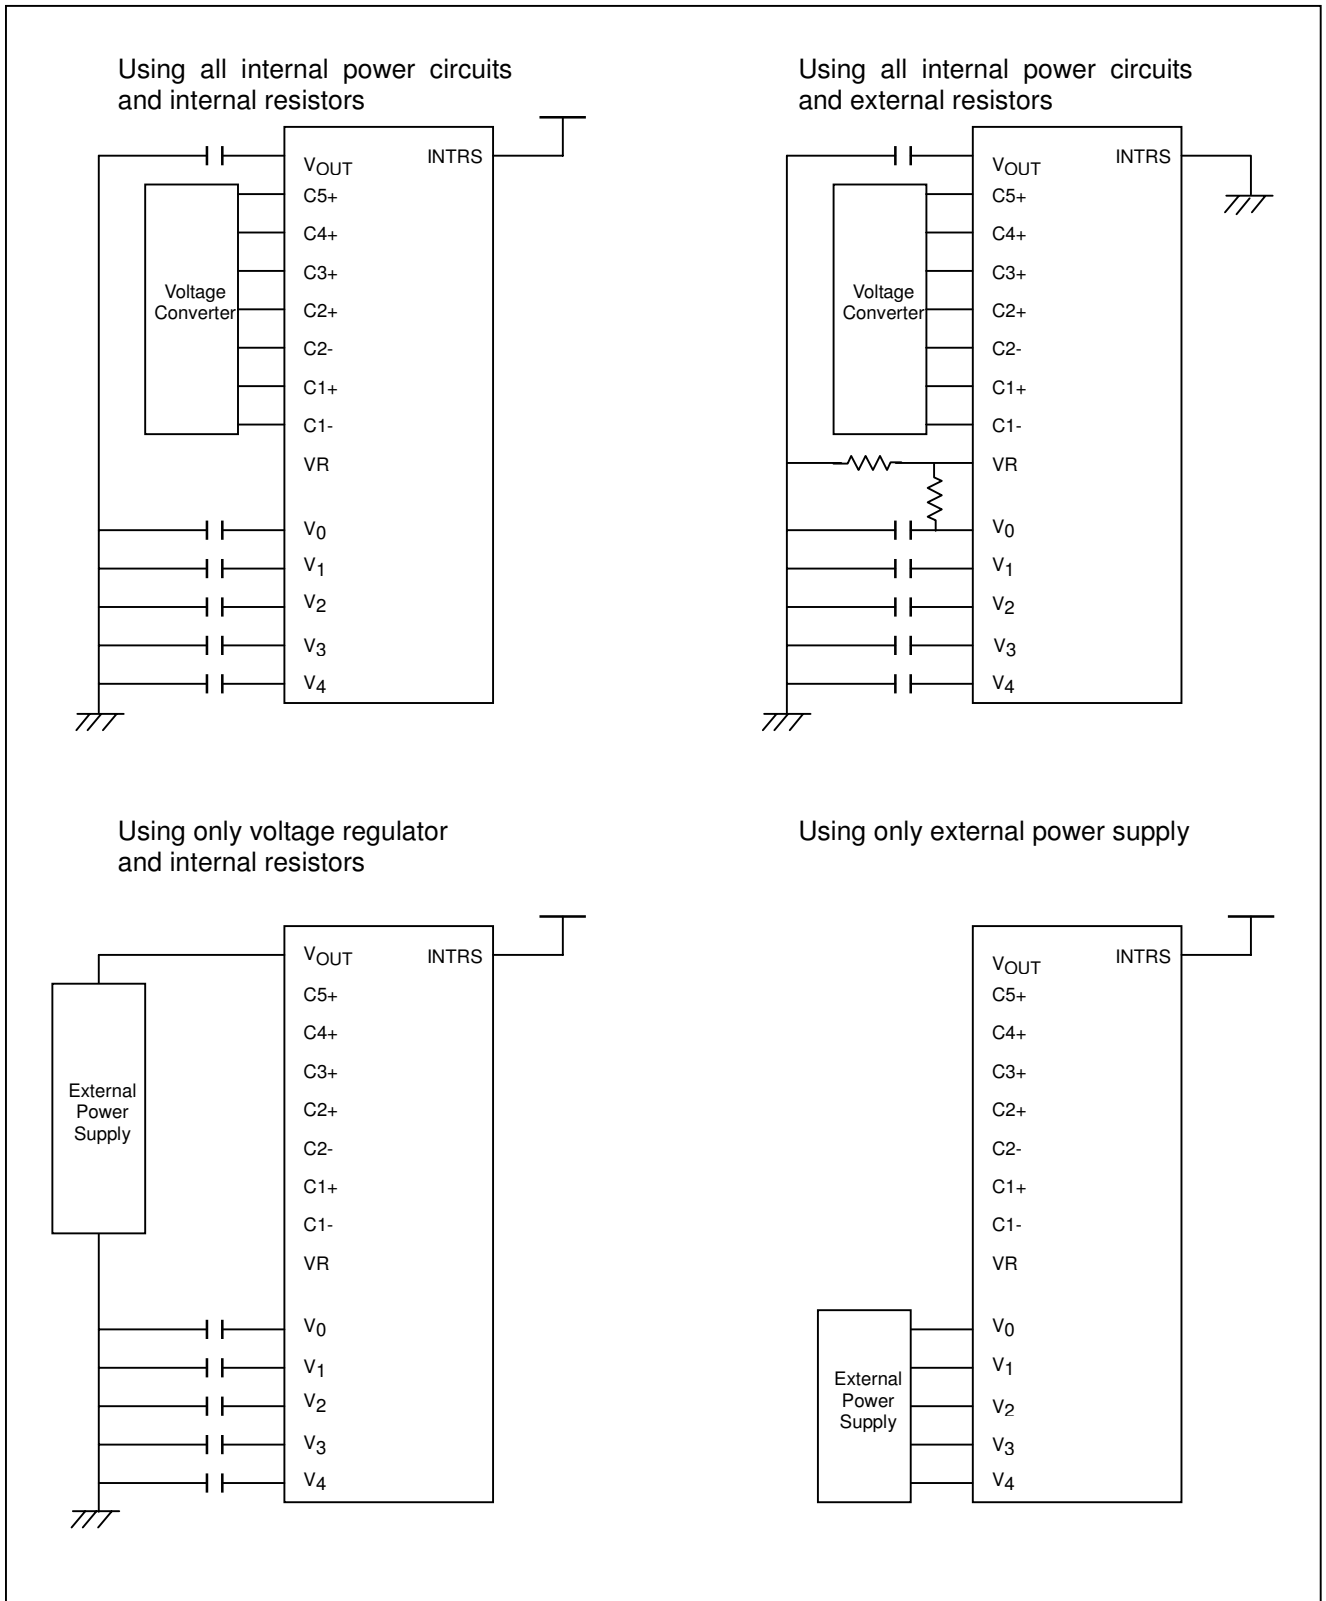 Using all internal power circuits
and internal resistors
VOUT
INTRS
C5+
C4+
C3+
C2+
C2-
C1+
C1-
VR
V0
V1
V2
V3
V4
Voltage
Converter
Using all internal power circuits
and external resistors
VOUT
INTRS
C5+
C4+
C3+
C2+
C2-
C1+
C1-
VR
V0
V1
V2
V3
V4
Voltage
Converter
Using only voltage regulator
and internal resistors
VOUT
INTRS
C5+
C4+
C3+
C2+
C2-
C1+
C1-
VR
V0
V1
V2
V3
V4
External
Power
Supply
Using only external power supply
VOUT
INTRS
C5+
C4+
C3+
C2+
C2-
C1+
C1-
VR
V0
V1
V2
V3
V4
External
Power
Supply